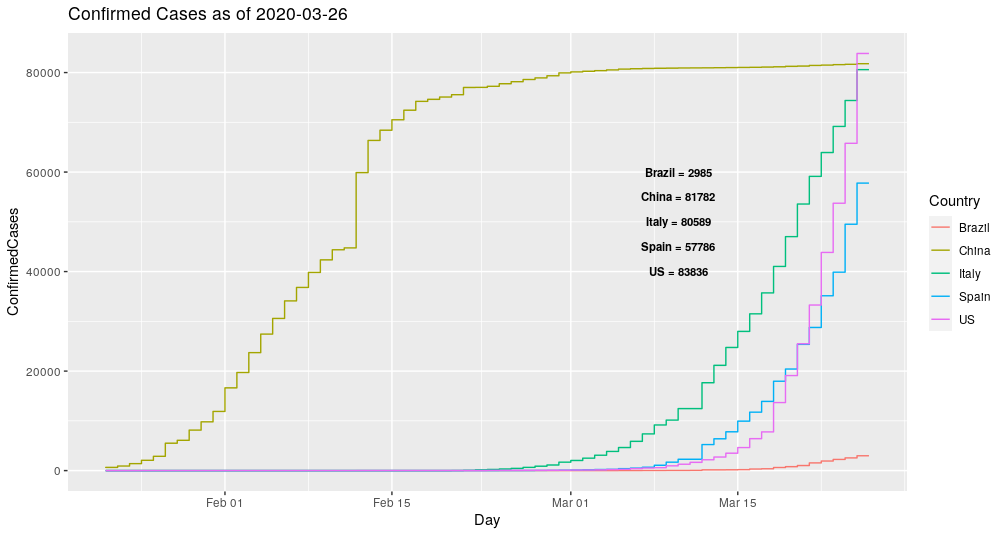 Confirmed Cases as of 2020-03-26
80000
60000
40000
20000
0
ConfirmedCases
Brazil = 2985
China = 81782
Italy = 80589
Spain = 57786
US = 83836
Feb 01
Feb 15
Mar 01
Mar 15
Day
Country
Brazil
China
Italy
Spain
US